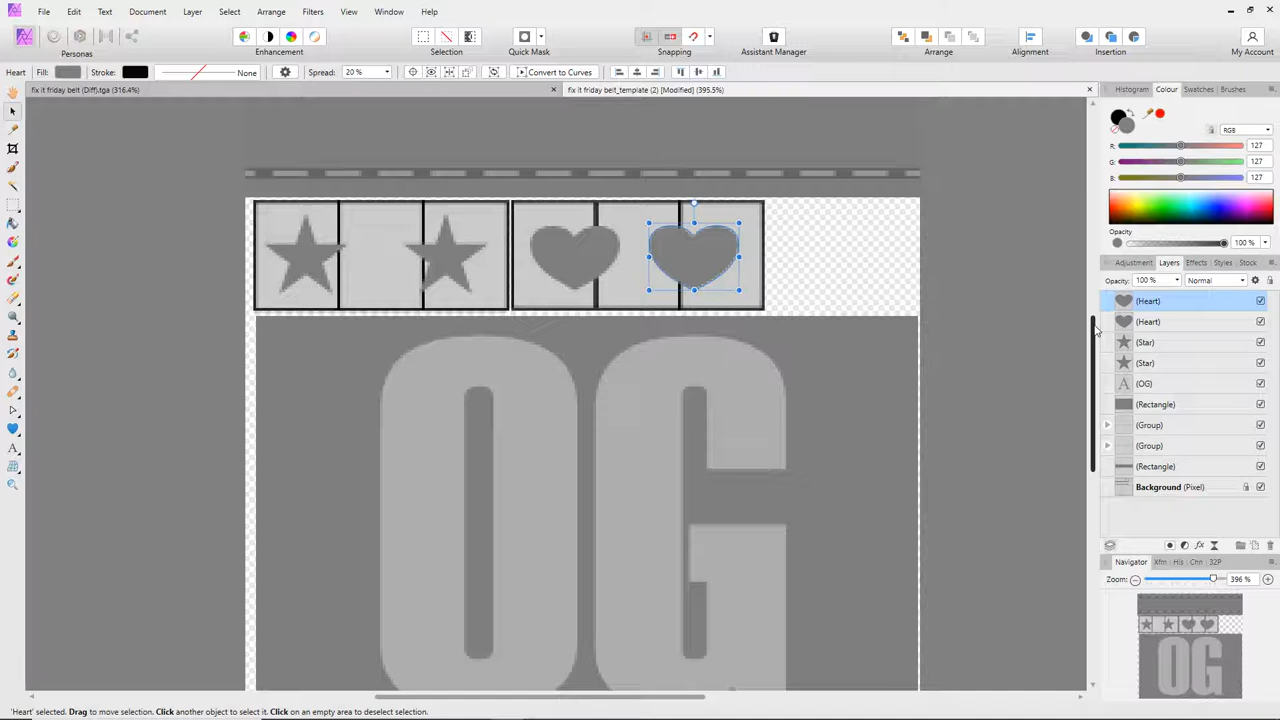 File Edit Text Document Layer Select Arrange Filters View Window Help
Personas Enhancement Selection Quick Mask Snapping Assistant Manager Arrange Alignment Insertion My Account
Heart Fill: Stroke: None Spread: 20 % Convert to Curves
fix it friday belt (Diff).tga (316.4%) fix it friday belt_template (2) [Modified] (395.5%)
Histogram Colour Swatches Brushes
RGB
R: 127
G: 127
B: 127
Opacity
100 %
Adjustment Layers Effects Styles Stock
Opacity: 100 % Normal
(Heart)
(Heart)
(Star)
(Star)
A (OG)
(Rectangle)
(Group)
(Group)
(Rectangle)
Background (Pixel)
Navigator Xfm His Chn 32P
Zoom: 396 %
OG
OG
'Heart' selected. Drag to move selection. Click another object to select it. Click on an empty area to deselect selection.